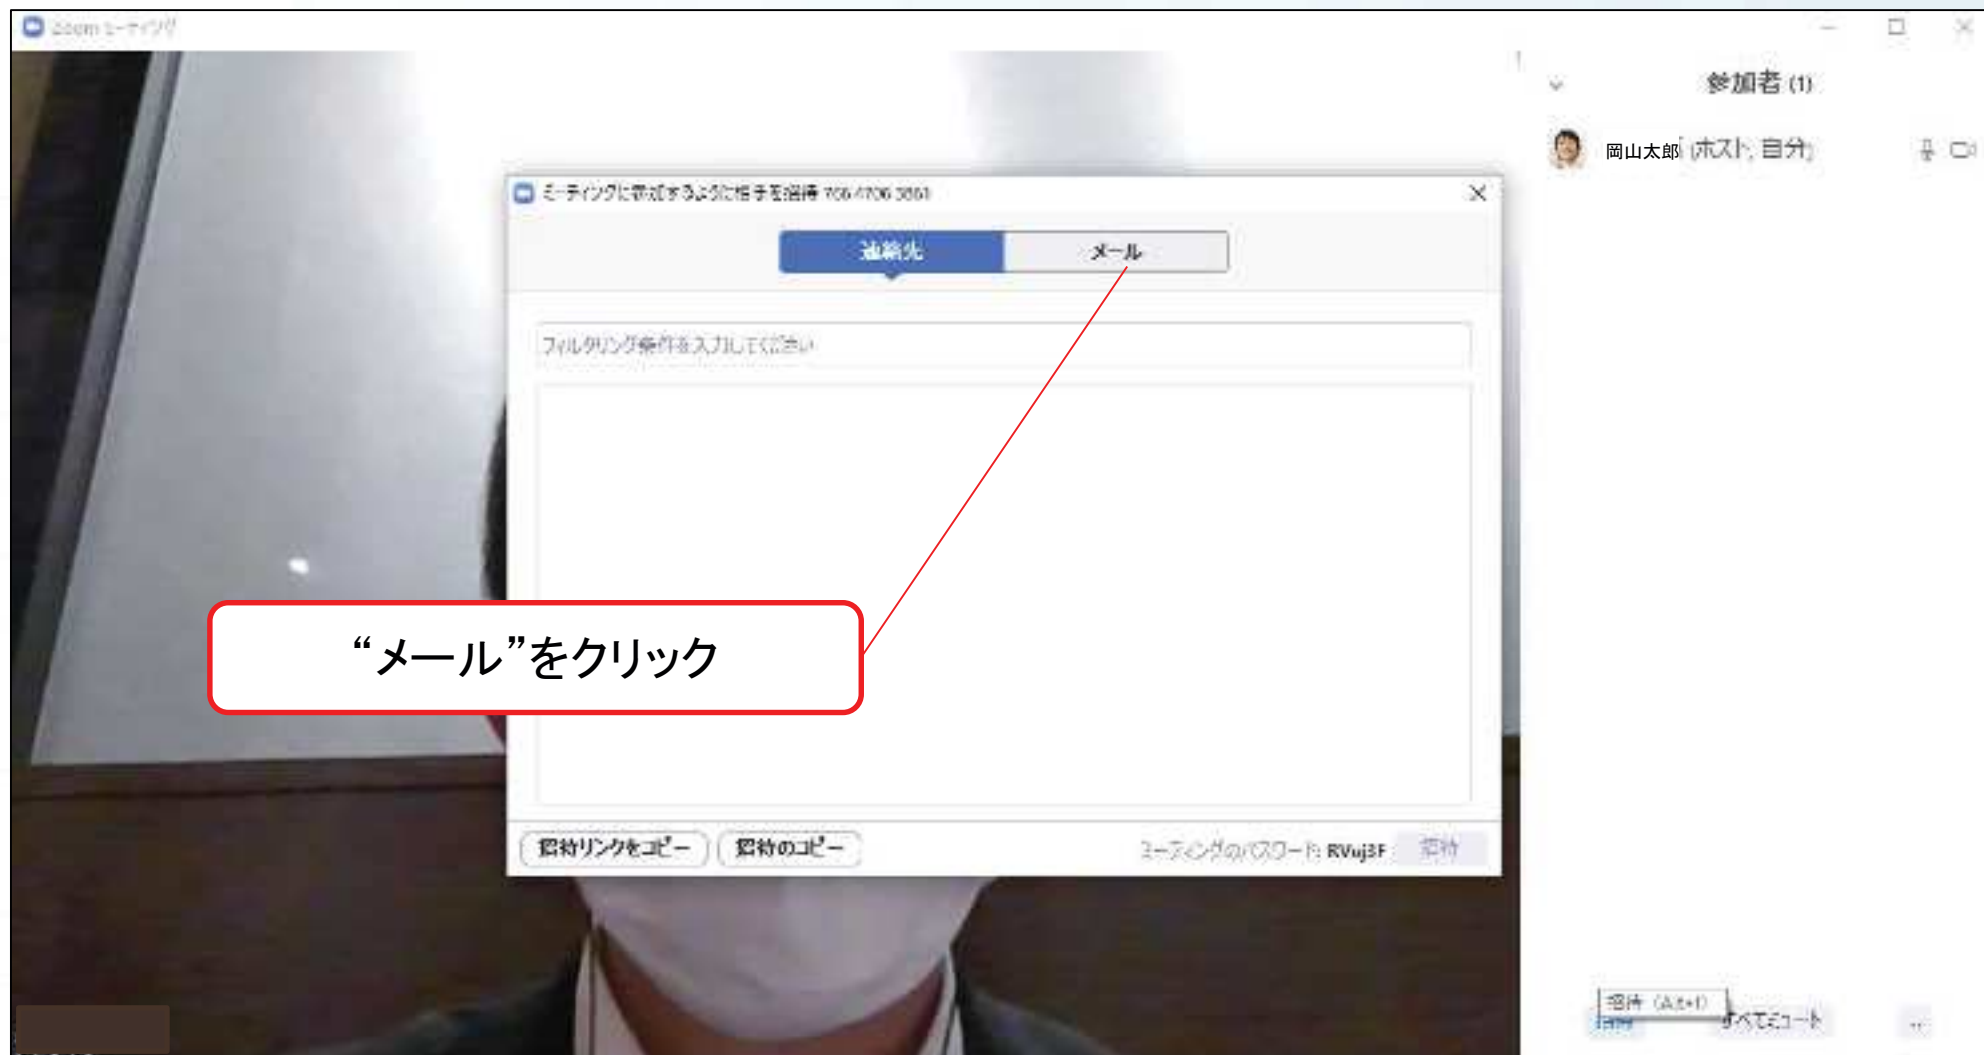 Zoom ミーティング
参加者 (1)
岡山太郎 (ホスト, 自分)
ミーティングに参加するように相手を招待
連絡先
メール
フィルタリング条件を入力してください
“メール”をクリック
招待リンクをコピー
招待のコピー
ミーティングのパスワード: RVuj3F
招待
招待 (Alt+I)
すべてミュート
...